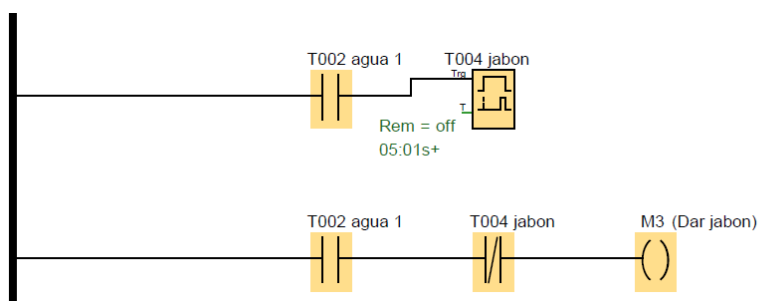 T002 agua 1
T004 jabon
Trg
T
Rem = off
05:01s+
T002 agua 1
T004 jabon
M3 (Dar jabon)